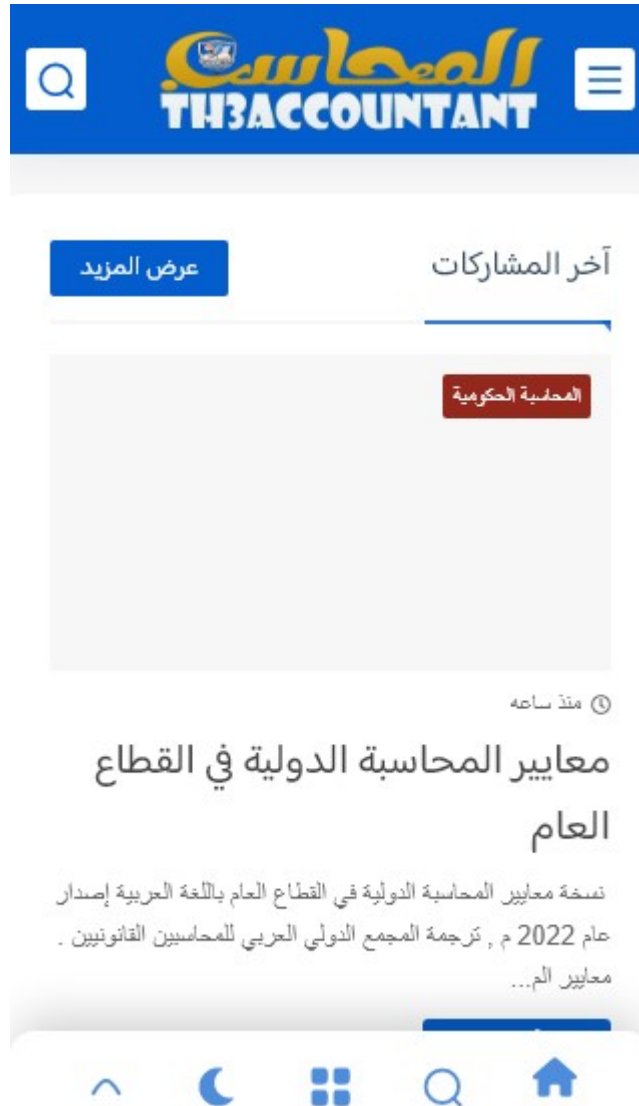 المحاسب
TH3ACCOUNTANT
آخر المشاركات
عرض المزيد
المحاسبة الحكومية
منذ ساعه
معايير المحاسبة الدولية في القطاع
العام
نسخة معايير المحاسبة الدولية في القطاع العام باللغة العربية إصدار
عام 2022 م , ترجمة المجمع الدولي العربي للمحاسبين القانونيين .
معايير الم...